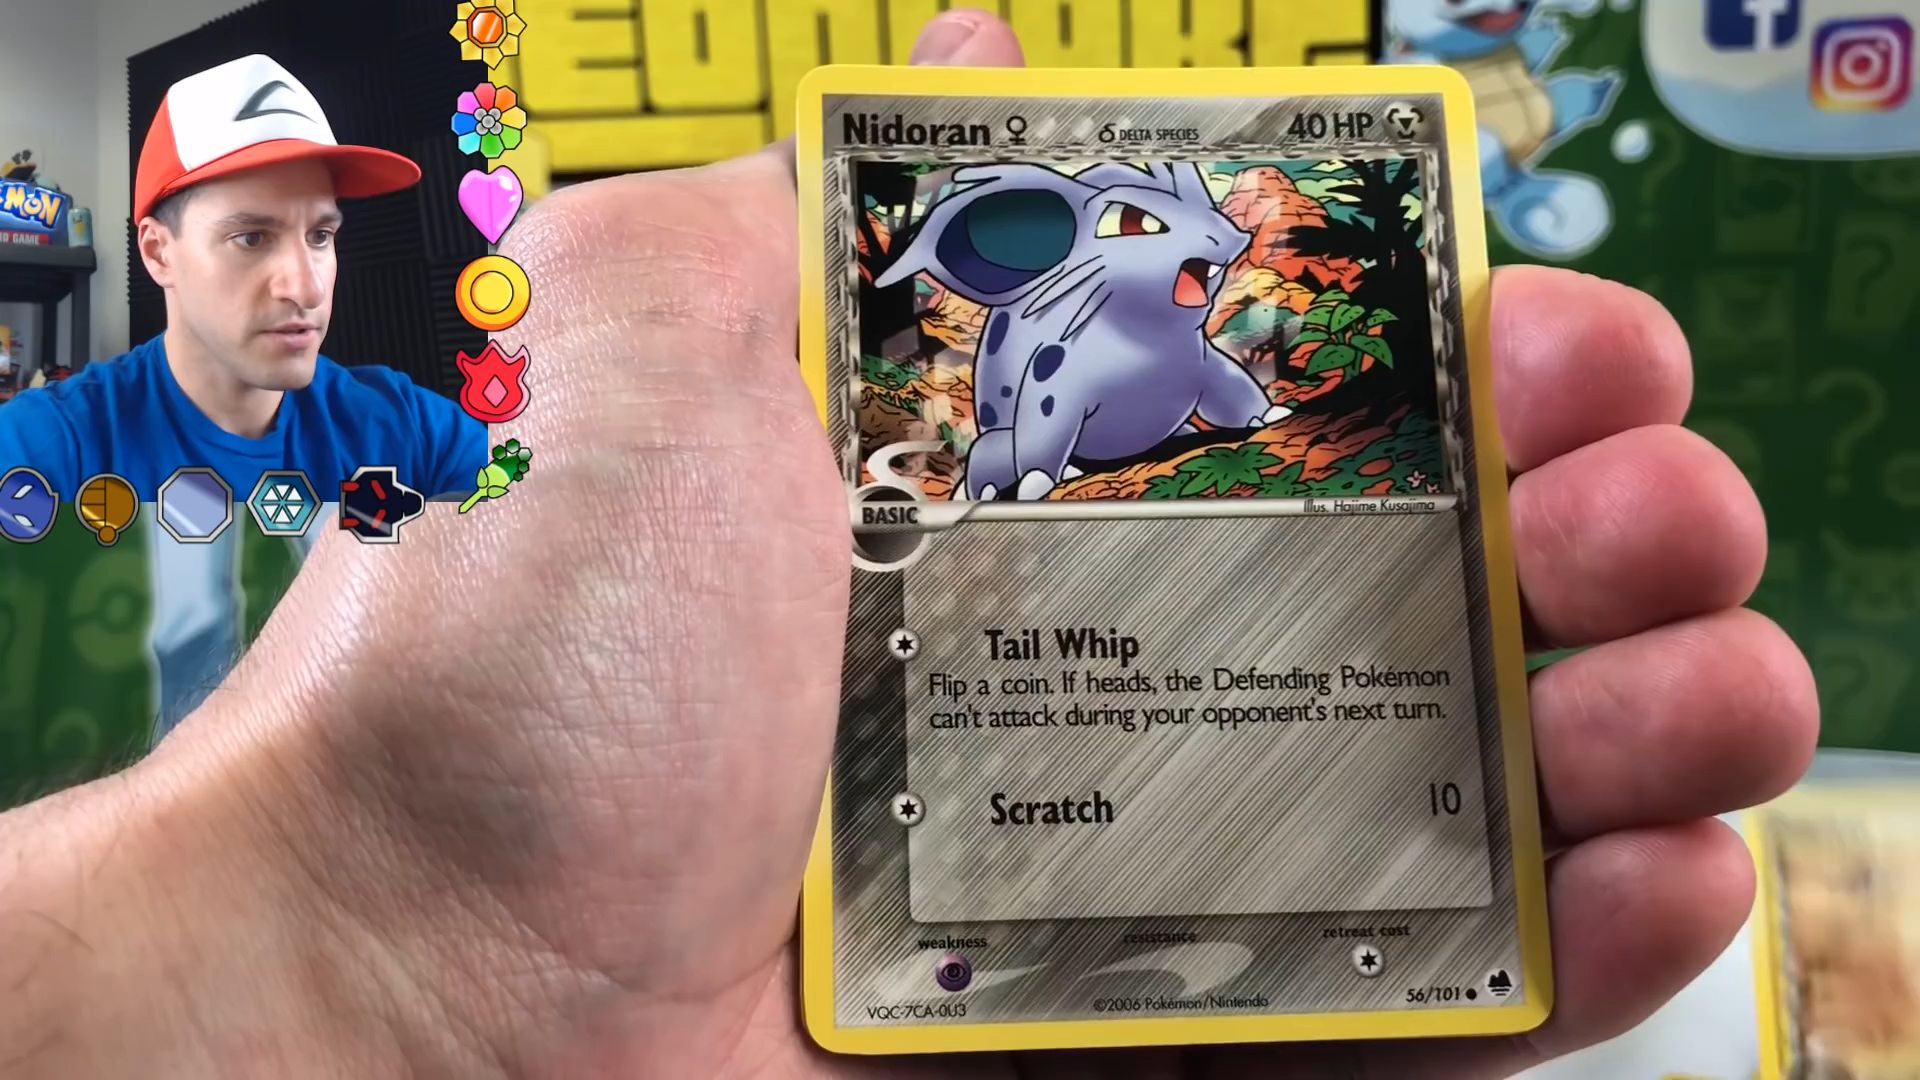 EONMORE
MON
Nidoran ♀ δ DELTA SPECIES 40 HP
Illus. Hajime Kusajima
BASIC
Tail Whip
Flip a coin. If heads, the Defending Pokémon
can't attack during your opponent's next turn.
Scratch 10
weakness resistance retreat cost
VQC-7CA-0U3 ©2006 Pokémon/Nintendo 56/101